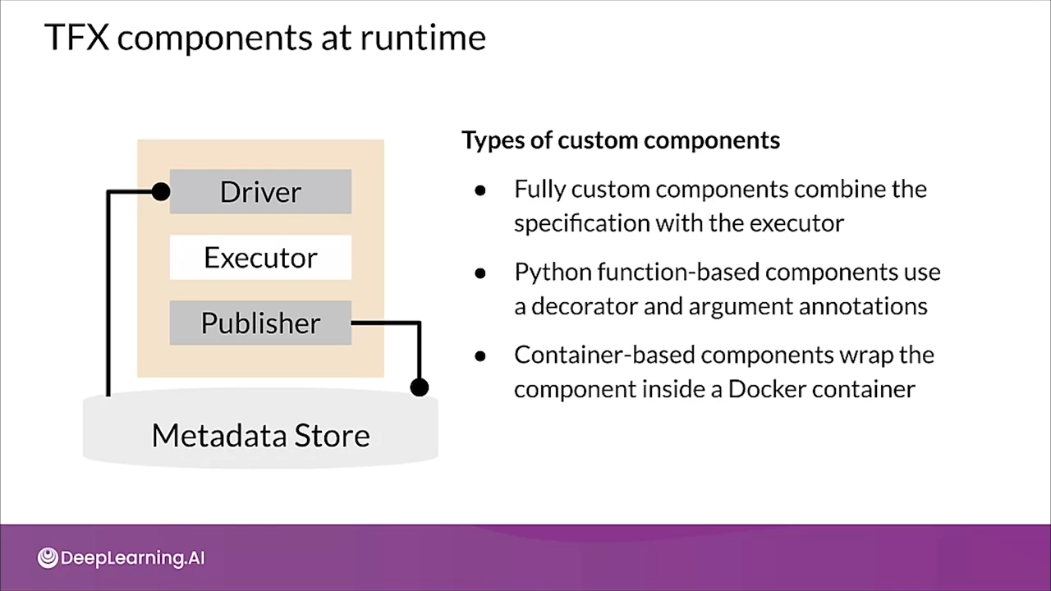 TFX components at runtime
Driver
Executor
Publisher
Metadata Store
Types of custom components
● Fully custom components combine the
specification with the executor
● Python function-based components use
a decorator and argument annotations
● Container-based components wrap the
component inside a Docker container
DeepLearning.AI